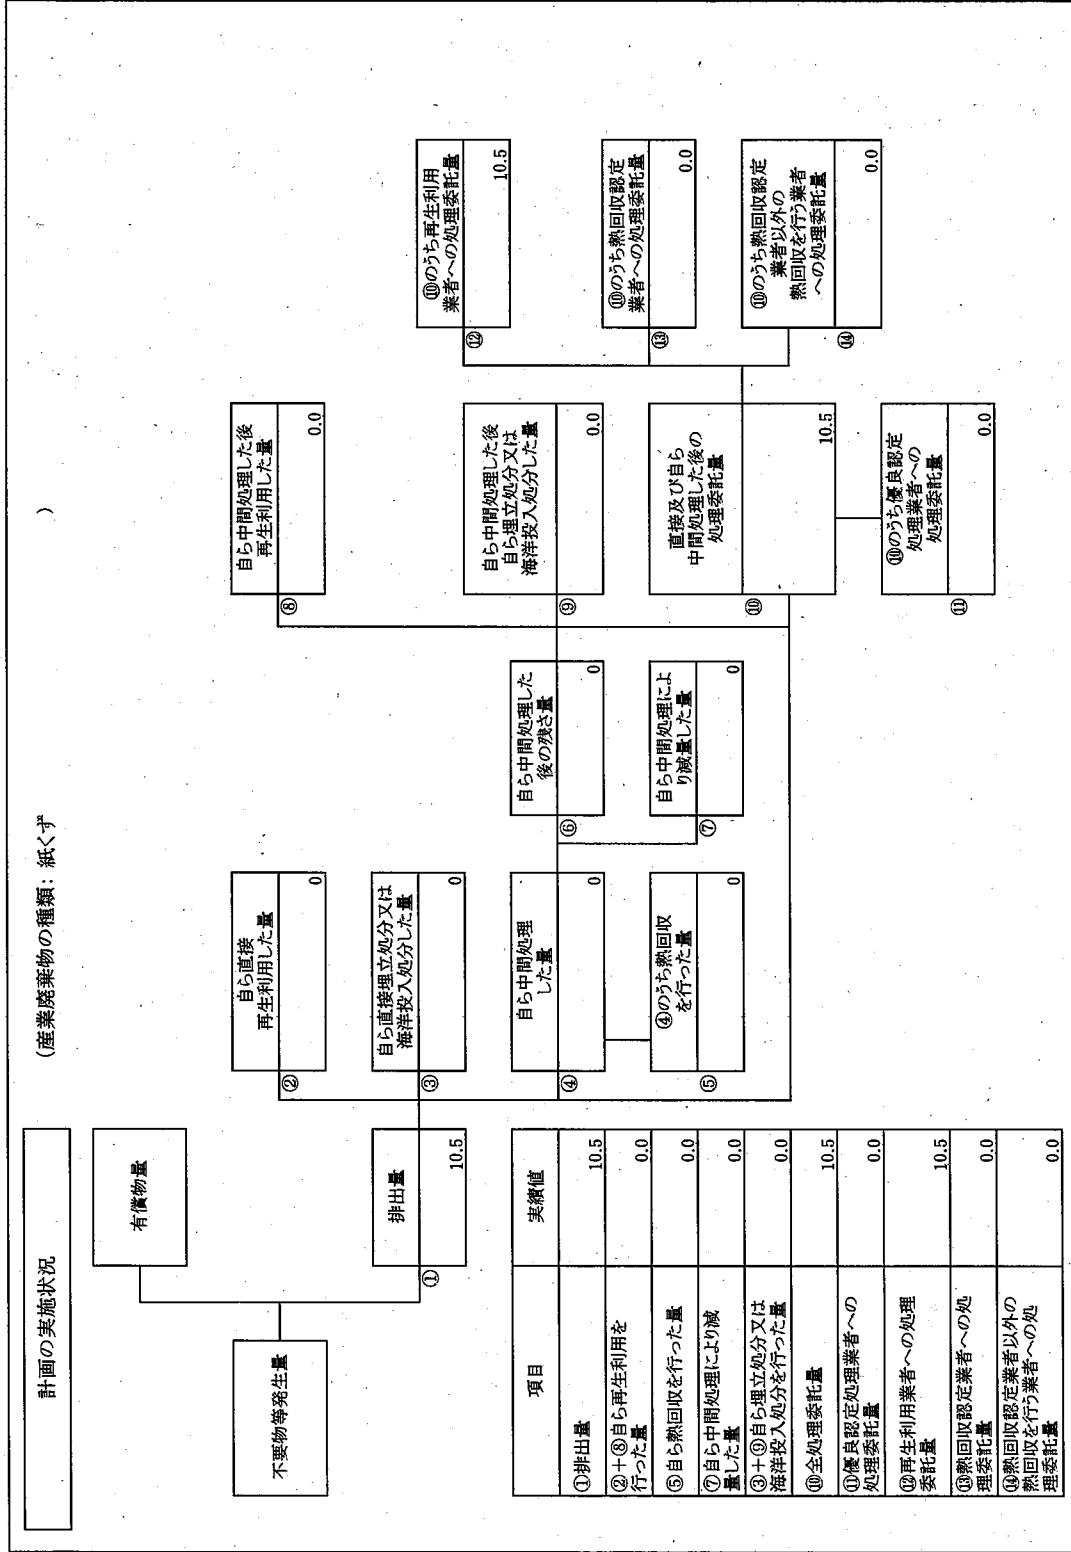 計画の実施状況
(産業廃棄物の種類: 紙くず
)
不要物等発生量
有償物量
①
排出量
10.5
②
自ら直接
再生利用した量
0
③
自ら直接埋立処分又は
海洋投入処分した量
0
④
自ら中間処理
した量
0
⑤
④のうち熱回収
を行った量
0
⑥
自ら中間処理した
後の残さ量
0
⑦
自ら中間処理によ
り減量した量
0
⑧
自ら中間処理した後
再生利用した量
0.0
⑨
自ら中間処理した後
自ら埋立処分又は
海洋投入処分した量
0.0
⑩
直接及び自ら
中間処理した後の
処理委託量
10.5
⑪
⑩のうち優良認定
処理業者への
処理委託量
0.0
⑫
⑩のうち再生利用
業者への処理委託量
10.5
⑬
⑩のうち熱回収認定
業者への処理委託量
0.0
⑭
⑩のうち熱回収認定
業者以外の
熱回収を行う業者
への処理委託量
0.0
項目 実績値
①排出量 10.5
②+⑧自ら再生利用を
行った量 0.0
⑤自ら熱回収を行った量 0.0
⑦自ら中間処理により減
量した量 0.0
③+⑨自ら埋立処分又は
海洋投入処分を行った量 0.0
⑩全処理委託量 10.5
⑪優良認定処理業者への
処理委託量 0.0
⑫再生利用業者への処理
委託量 10.5
⑬熱回収認定業者への処
理委託量 0.0
⑭熱回収認定業者以外の
熱回収を行う業者への処
理委託量 0.0